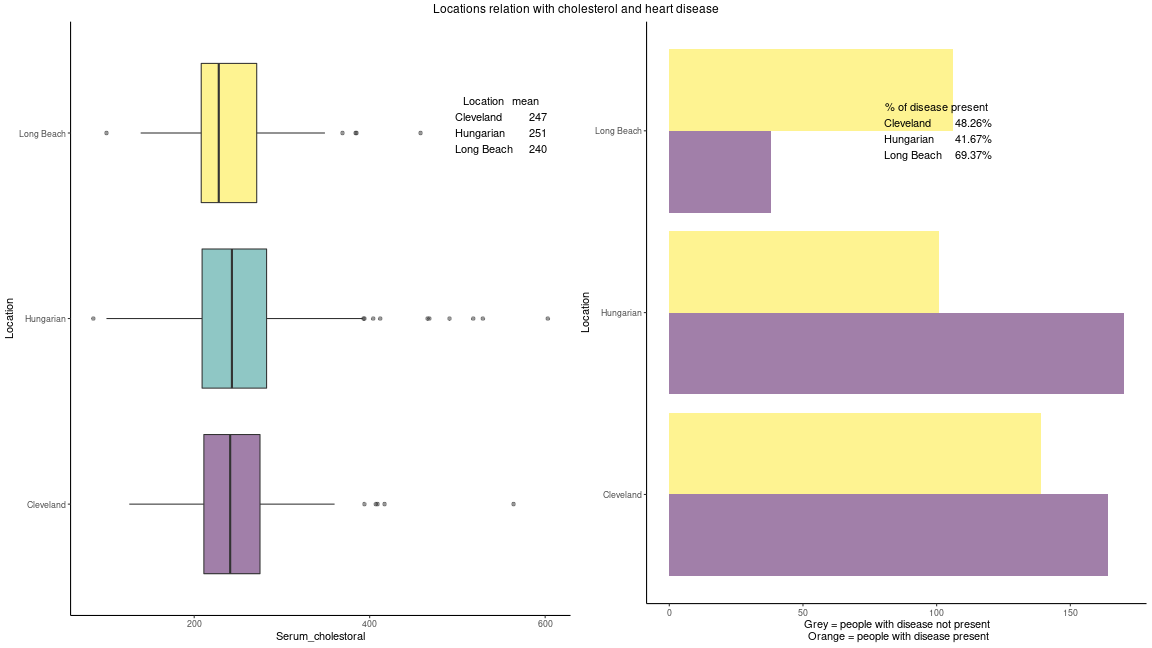 Locations relation with cholesterol and heart disease
Location
Long Beach
Hungarian
Cleveland
Location mean
Cleveland 247
Hungarian 251
Long Beach 240
200 400 600
Serum_cholestoral
Location
Long Beach
Hungarian
Cleveland
% of disease present
Cleveland 48.26%
Hungarian 41.67%
Long Beach 69.37%
0 50 100 150
Grey = people with disease not present
Orange = people with disease present